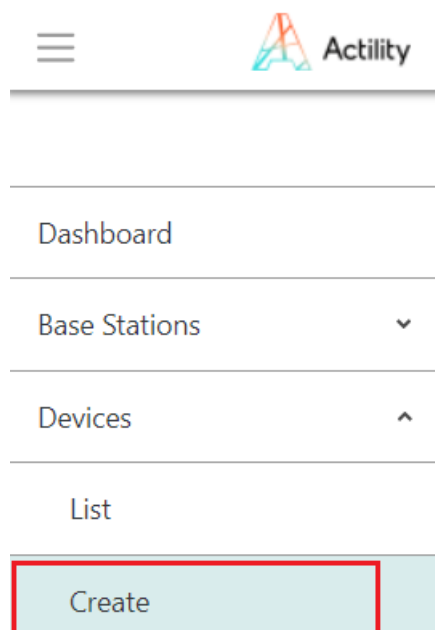 Actility
Dashboard
Base Stations
Devices
List
Create